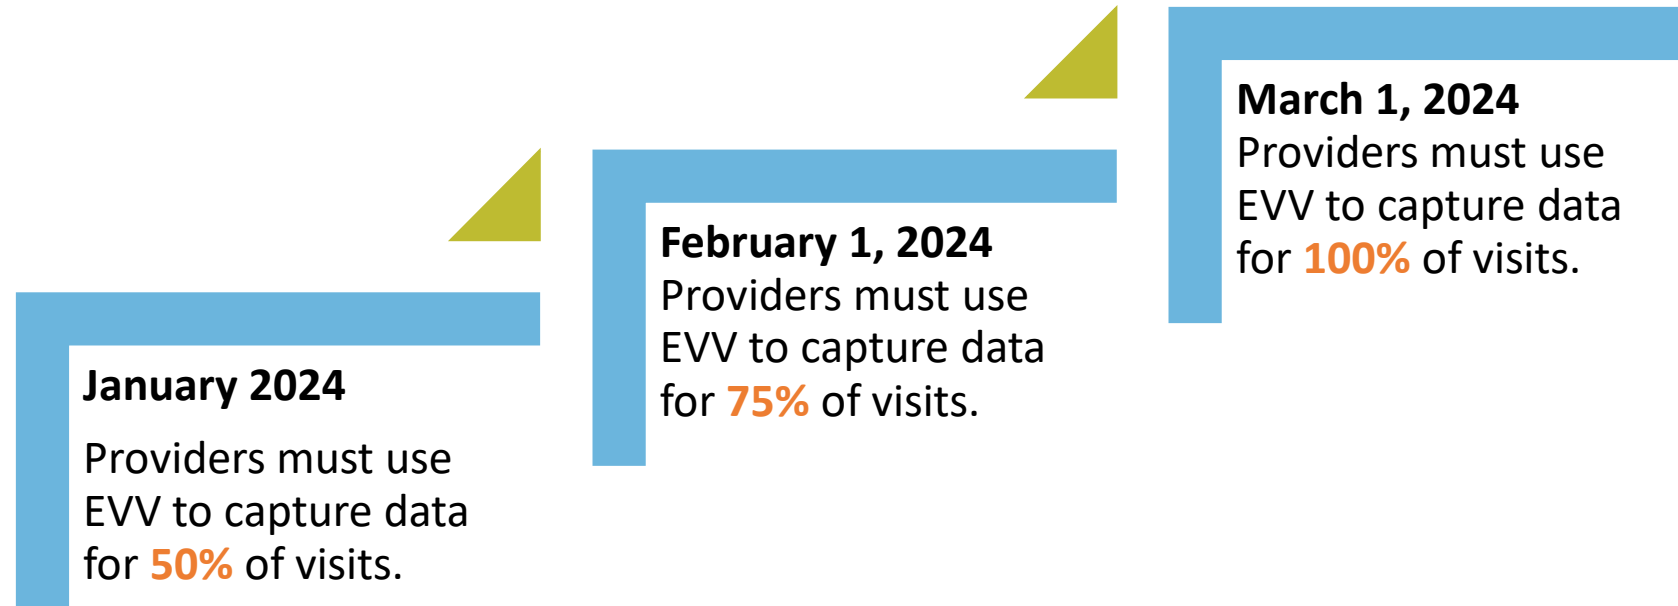 January 2024
Providers must use
EVV to capture data
for 50% of visits.
February 1, 2024
Providers must use
EVV to capture data
for 75% of visits.
March 1, 2024
Providers must use
EVV to capture data
for 100% of visits.